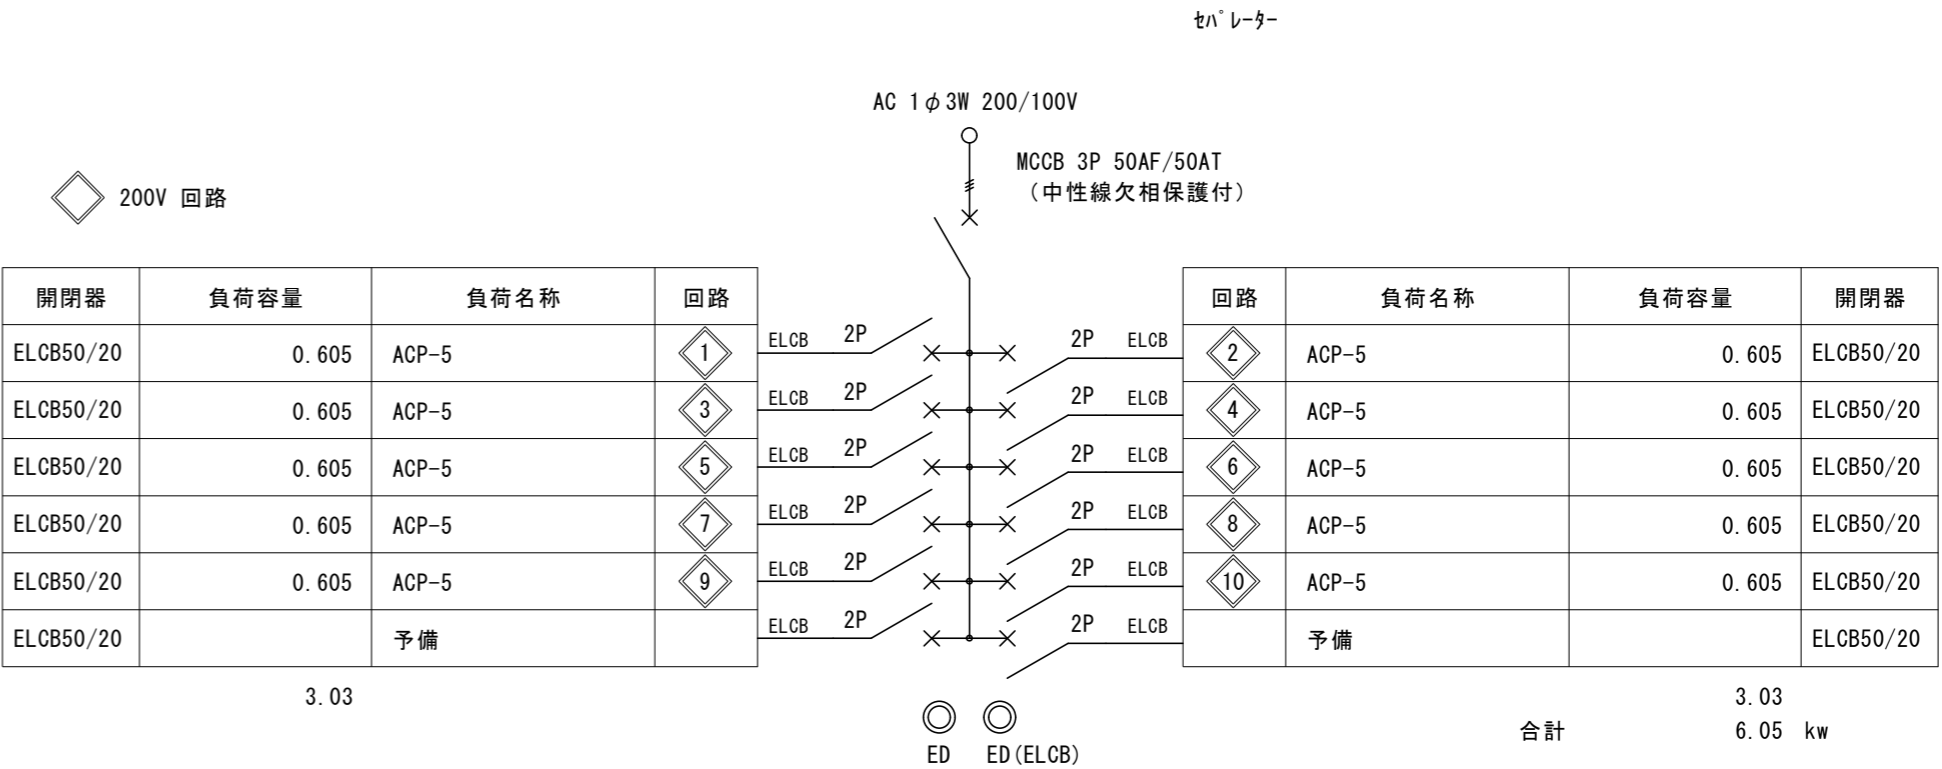 セパレーター
AC 1φ3W 200/100V
MCCB 3P 50AF/50AT
(中性線欠相保護付)
200V 回路
開閉器 負荷容量 負荷名称 回路 回路 負荷名称 負荷容量 開閉器
ELCB50/20 0.605 ACP-5 1 ELCB 2P 2P ELCB 2 ACP-5 0.605 ELCB50/20
ELCB50/20 0.605 ACP-5 3 ELCB 2P 2P ELCB 4 ACP-5 0.605 ELCB50/20
ELCB50/20 0.605 ACP-5 5 ELCB 2P 2P ELCB 6 ACP-5 0.605 ELCB50/20
ELCB50/20 0.605 ACP-5 7 ELCB 2P 2P ELCB 8 ACP-5 0.605 ELCB50/20
ELCB50/20 0.605 ACP-5 9 ELCB 2P 2P ELCB 10 ACP-5 0.605 ELCB50/20
ELCB50/20 予備 ELCB 2P 2P ELCB 予備 ELCB50/20
3.03 3.03
合計 6.05 kw
ED ED(ELCB)